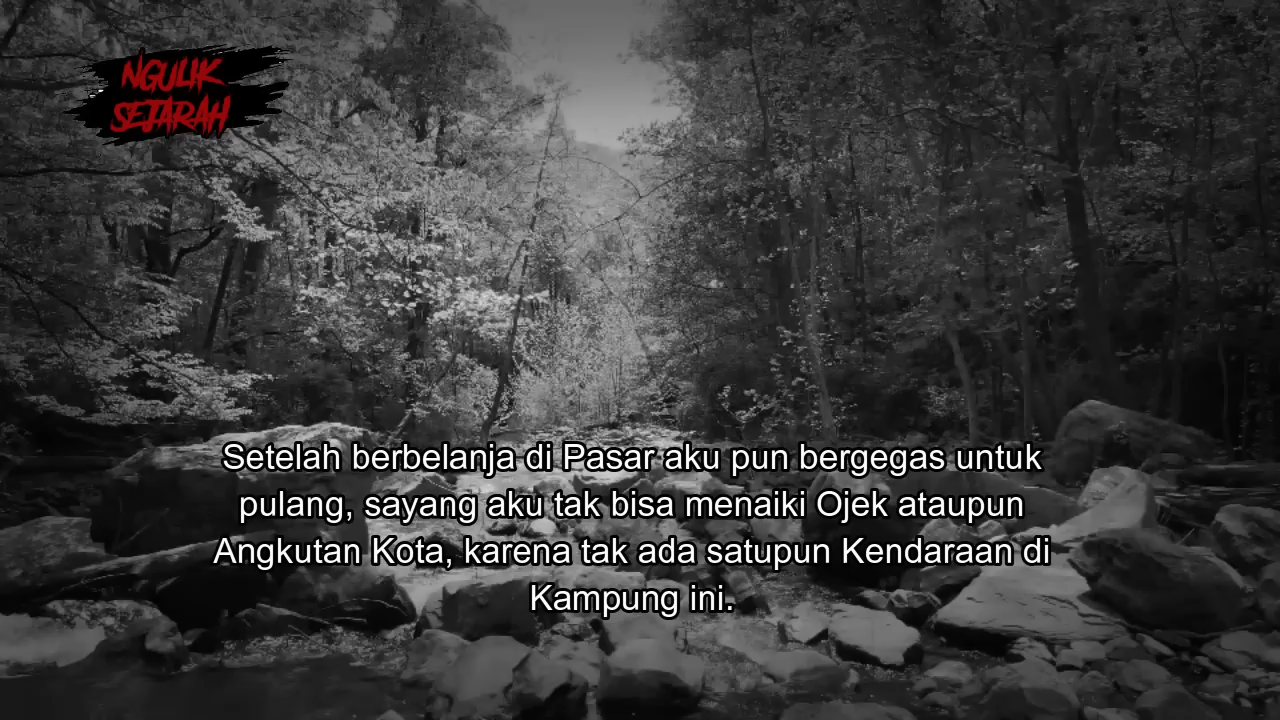 NGULIK
SEJARAH
Setelah berbelanja di Pasar aku pun bergegas untuk
pulang, sayang aku tak bisa menaiki Ojek ataupun
Angkutan Kota, karena tak ada satupun Kendaraan di
Kampung ini.